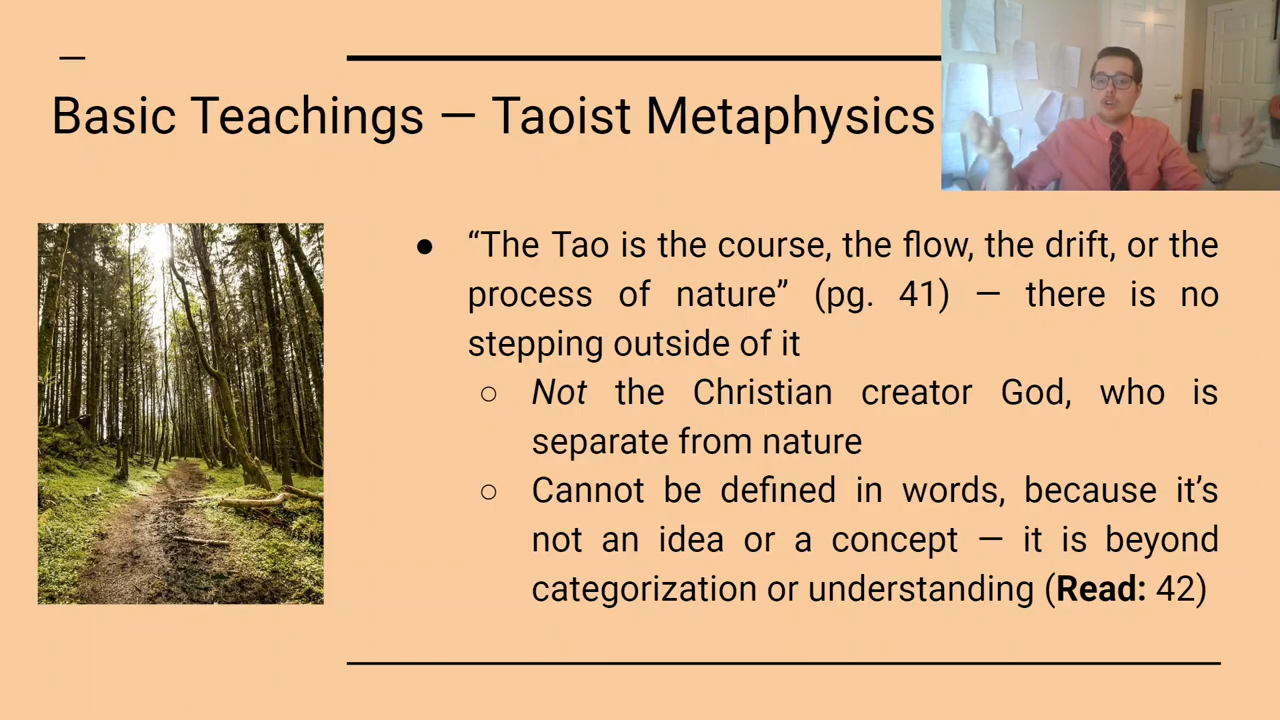 Basic Teachings — Taoist Metaphysics
● “The Tao is the course, the flow, the drift, or the
process of nature” (pg. 41) — there is no
stepping outside of it
○ Not the Christian creator God, who is
separate from nature
○ Cannot be defined in words, because it’s
not an idea or a concept — it is beyond
categorization or understanding (Read: 42)